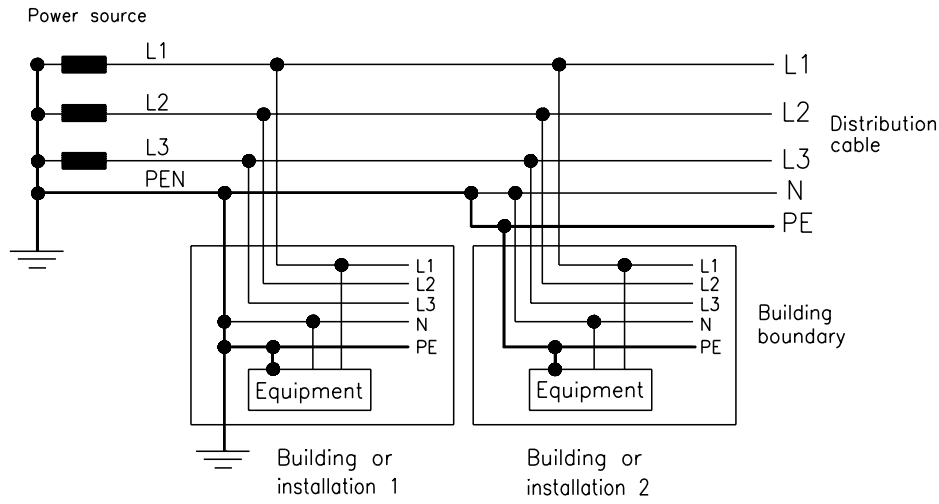 Power source
L1
L1
L2
L2
Distribution
cable
L3
L3
PEN
N
PE
L1
L2
L3
N
PE
Equipment
L1
L2
L3
N
PE
Equipment
Building
boundary
Building or
installation 1
Building or
installation 2